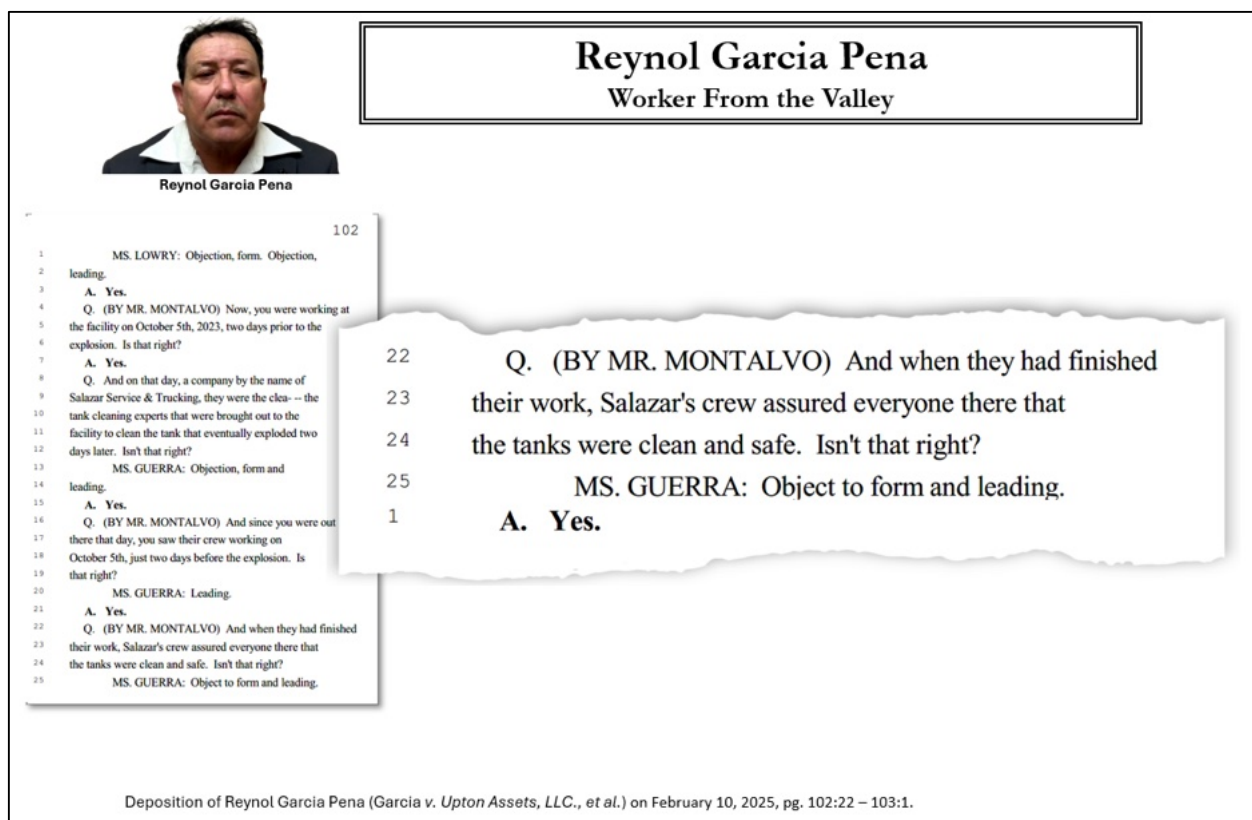 Reynol Garcia Pena
Worker From the Valley
Reynol Garcia Pena
102
1 MS. LOWRY: Objection, form. Objection,
2 leading.
3 A. Yes.
4 Q. (BY MR. MONTALVO) Now, you were working at
5 the facility on October 5th, 2023, two days prior to the
6 explosion. Is that right?
7 A. Yes.
8 Q. And on that day, a company by the name of
9 Salazar Service & Trucking, they were the clea- -- the
10 tank cleaning experts that were brought out to the
11 facility to clean the tank that eventually exploded two
12 days later. Isn't that right?
13 MS. GUERRA: Objection, form and
14 leading.
15 A. Yes.
16 Q. (BY MR. MONTALVO) And since you were out
17 there that day, you saw their crew working on
18 October 5th, just two days before the explosion. Is
19 that right?
20 MS. GUERRA: Leading.
21 A. Yes.
22 Q. (BY MR. MONTALVO) And when they had finished
23 their work, Salazar's crew assured everyone there that
24 the tanks were clean and safe. Isn't that right?
25 MS. GUERRA: Object to form and leading.
22 Q. (BY MR. MONTALVO) And when they had finished
23 their work, Salazar's crew assured everyone there that
24 the tanks were clean and safe. Isn't that right?
25 MS. GUERRA: Object to form and leading.
1 A. Yes.
Deposition of Reynol Garcia Pena (Garcia v. Upton Assets, LLC., et al.) on February 10, 2025, pg. 102:22 – 103:1.